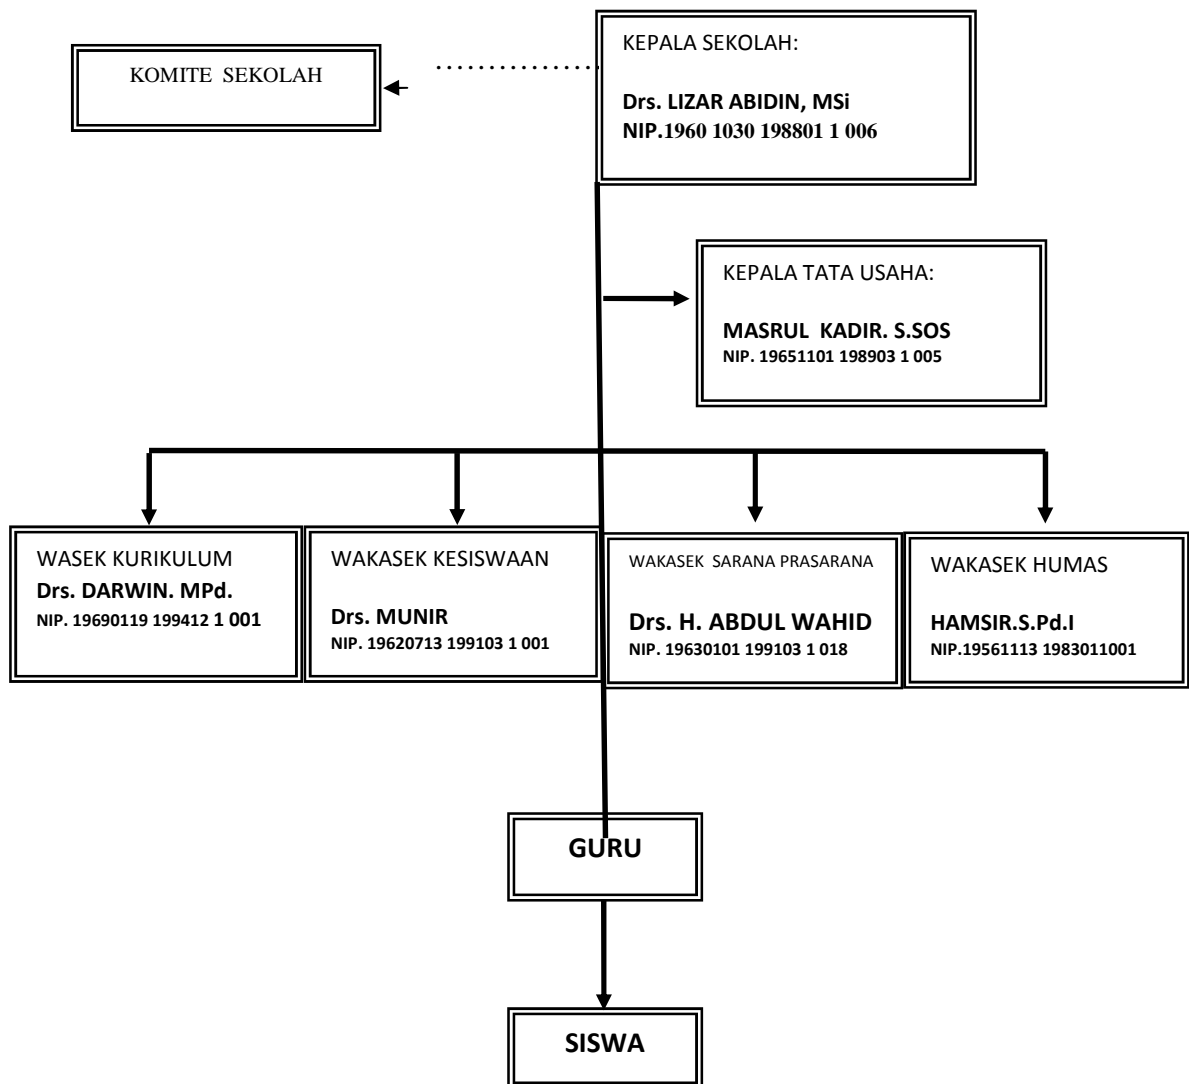 KOMITE SEKOLAH
KEPALA SEKOLAH:
Drs. LIZAR ABIDIN, MSi
NIP.1960 1030 198801 1 006
KEPALA TATA USAHA:
MASRUL KADIR. S.SOS
NIP. 19651101 198903 1 005
WASEK KURIKULUM
Drs. DARWIN. MPd.
NIP. 19690119 199412 1 001
WAKASEK KESISWAAN
Drs. MUNIR
NIP. 19620713 199103 1 001
WAKASEK SARANA PRASARANA
Drs. H. ABDUL WAHID
NIP. 19630101 199103 1 018
WAKASEK HUMAS
HAMSIR.S.Pd.I
NIP.19561113 1983011001
GURU
SISWA